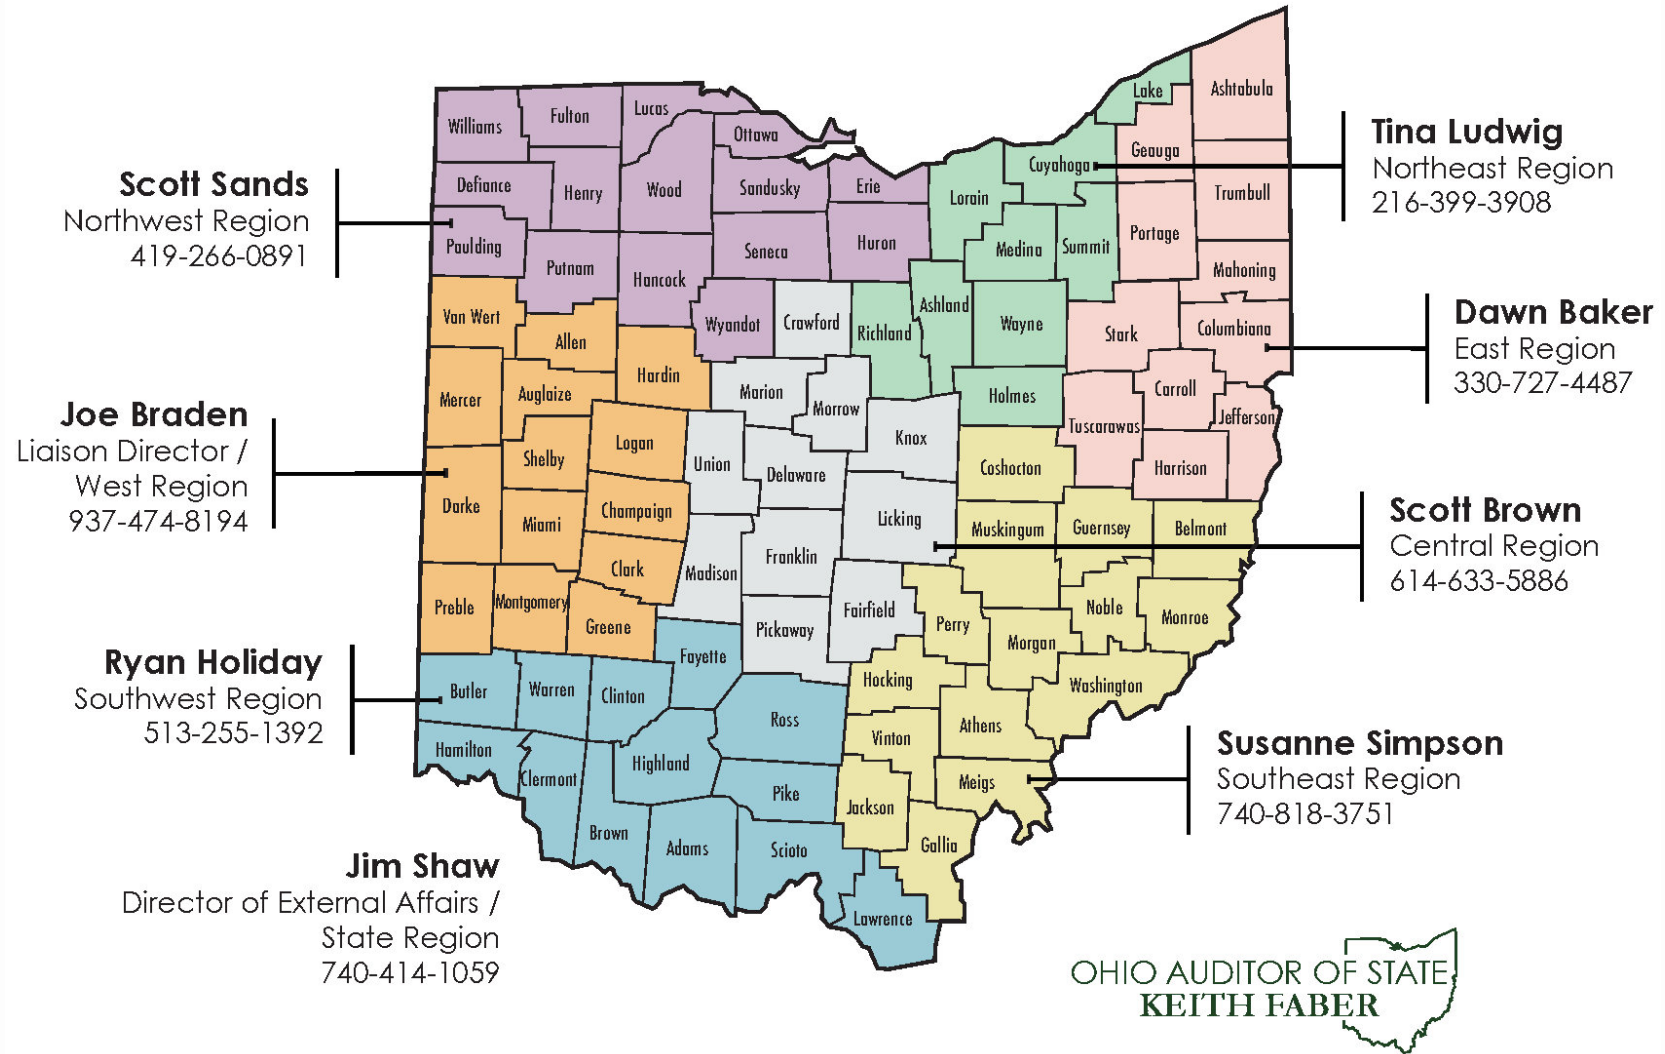 Scott Sands
Northwest Region
419-266-0891
Joe Braden
Liaison Director /
West Region
937-474-8194
Ryan Holiday
Southwest Region
513-255-1392
Jim Shaw
Director of External Affairs /
State Region
740-414-1059
Tina Ludwig
Northeast Region
216-399-3908
Dawn Baker
East Region
330-727-4487
Scott Brown
Central Region
614-633-5886
Susanne Simpson
Southeast Region
740-818-3751
Williams
Fulton
Lucas
Ottawa
Defiance
Henry
Wood
Sandusky
Erie
Paulding
Putnam
Hancock
Seneca
Huron
Wyandot
Lake
Ashtabula
Geauga
Cuyahoga
Lorain
Trumbull
Medina
Summit
Portage
Mahoning
Crawford
Richland
Ashland
Wayne
Stark
Columbiana
Van Wert
Allen
Hardin
Mercer
Auglaize
Marion
Morrow
Holmes
Carroll
Tuscarawas
Jefferson
Logan
Shelby
Union
Delaware
Knox
Coshocton
Harrison
Darke
Miami
Champaign
Licking
Muskingum
Guernsey
Belmont
Clark
Madison
Franklin
Preble
Montgomery
Greene
Pickaway
Fairfield
Perry
Noble
Monroe
Morgan
Fayette
Hocking
Washington
Butler
Warren
Clinton
Ross
Athens
Vinton
Hamilton
Clermont
Highland
Pike
Meigs
Jackson
Brown
Adams
Scioto
Gallia
Lawrence
OHIO AUDITOR OF STATE
KEITH FABER